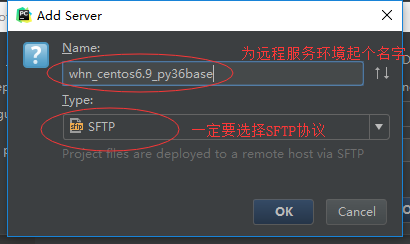 Add Server
Name:
为远程服务环境起个名字
whn_centos6.9_py36base
Type:
SFTP
一定要选择SFTP协议
Project files are deployed to a remote host via SFTP
OK
Cancel